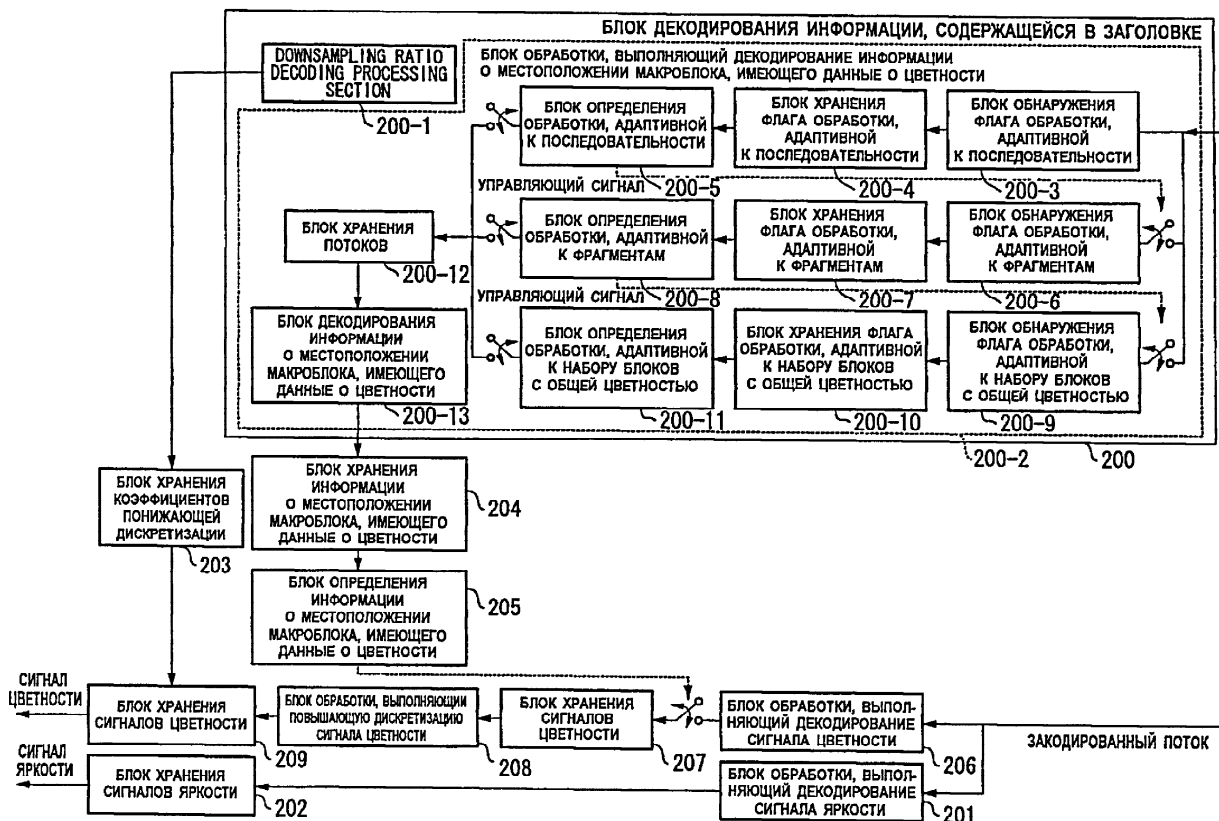 БЛОК ДЕКОДИРОВАНИЯ ИНФОРМАЦИИ, СОДЕРЖАЩЕЙСЯ В ЗАГОЛОВКЕ
DOWNSAMPLING RATIO
DECODING PROCESSING
SECTION
200-1
БЛОК ОБРАБОТКИ, ВЫПОЛНЯЮЩИЙ ДЕКОДИРОВАНИЕ ИНФОРМАЦИИ
О МЕСТОПОЛОЖЕНИИ МАКРОБЛОКА, ИМЕЮЩЕГО ДАННЫЕ О ЦВЕТНОСТИ
БЛОК ОПРЕДЕЛЕНИЯ
ОБРАБОТКИ, АДАПТИВНОЙ
К ПОСЛЕДОВАТЕЛЬНОСТИ
200-5
БЛОК ХРАНЕНИЯ
ФЛАГА ОБРАБОТКИ,
АДАПТИВНОЙ
К ПОСЛЕДОВАТЕЛЬНОСТИ
200-4
БЛОК ОБНАРУЖЕНИЯ
ФЛАГА ОБРАБОТКИ,
АДАПТИВНОЙ
К ПОСЛЕДОВАТЕЛЬНОСТИ
200-3
УПРАВЛЯЮЩИЙ СИГНАЛ
БЛОК ХРАНЕНИЯ
ПОТОКОВ
200-12
БЛОК ОПРЕДЕЛЕНИЯ
ОБРАБОТКИ, АДАПТИВНОЙ
К ФРАГМЕНТАМ
200-8
БЛОК ХРАНЕНИЯ
ФЛАГА ОБРАБОТКИ,
АДАПТИВНОЙ
К ФРАГМЕНТАМ
200-7
БЛОК ОБНАРУЖЕНИЯ
ФЛАГА ОБРАБОТКИ,
АДАПТИВНОЙ
К ФРАГМЕНТАМ
200-6
УПРАВЛЯЮЩИЙ СИГНАЛ
БЛОК ДЕКОДИРОВАНИЯ
ИНФОРМАЦИИ
О МЕСТОПОЛОЖЕНИИ
МАКРОБЛОКА, ИМЕЮЩЕГО
ДАННЫЕ О ЦВЕТНОСТИ
200-13
БЛОК ОПРЕДЕЛЕНИЯ
ОБРАБОТКИ, АДАПТИВНОЙ
К НАБОРУ БЛОКОВ
С ОБЩЕЙ ЦВЕТНОСТЬЮ
200-11
БЛОК ХРАНЕНИЯ ФЛАГА
ОБРАБОТКИ, АДАПТИВНОЙ
К НАБОРУ БЛОКОВ
С ОБЩЕЙ ЦВЕТНОСТЬЮ
200-10
БЛОК ОБНАРУЖЕНИЯ
ФЛАГА ОБРАБОТКИ,
АДАПТИВНОЙ
К НАБОРУ БЛОКОВ
С ОБЩЕЙ ЦВЕТНОСТЬЮ
200-9
200-2
200
БЛОК ХРАНЕНИЯ
КОЭФФИЦИЕНТОВ
ПОНИЖАЮЩЕЙ
ДИСКРЕТИЗАЦИИ
203
БЛОК ХРАНЕНИЯ
ИНФОРМАЦИИ
О МЕСТОПОЛОЖЕНИИ
МАКРОБЛОКА, ИМЕЮЩЕГО
ДАННЫЕ О ЦВЕТНОСТИ
204
БЛОК ОПРЕДЕЛЕНИЯ
ИНФОРМАЦИИ
О МЕСТОПОЛОЖЕНИИ
МАКРОБЛОКА, ИМЕЮЩЕГО
ДАННЫЕ О ЦВЕТНОСТИ
205
СИГНАЛ
ЦВЕТНОСТИ
БЛОК ХРАНЕНИЯ
СИГНАЛОВ ЦВЕТНОСТИ
209
БЛОК ОБРАБОТКИ, ВЫПОЛНЯЮЩИЙ
ПОВЫШАЮЩУЮ ДИСКРЕТИЗАЦИЮ
СИГНАЛА ЦВЕТНОСТИ
208
БЛОК ХРАНЕНИЯ
СИГНАЛОВ
ЦВЕТНОСТИ
207
БЛОК ОБРАБОТКИ, ВЫПОЛ-
НЯЮЩИЙ ДЕКОДИРОВАНИЕ
СИГНАЛА ЦВЕТНОСТИ
206
ЗАКОДИРОВАННЫЙ ПОТОК
СИГНАЛ
ЯРКОСТИ
БЛОК ХРАНЕНИЯ
СИГНАЛОВ ЯРКОСТИ
202
БЛОК ОБРАБОТКИ, ВЫПОЛ-
НЯЮЩИЙ ДЕКОДИРОВАНИЕ
СИГНАЛА ЯРКОСТИ
201